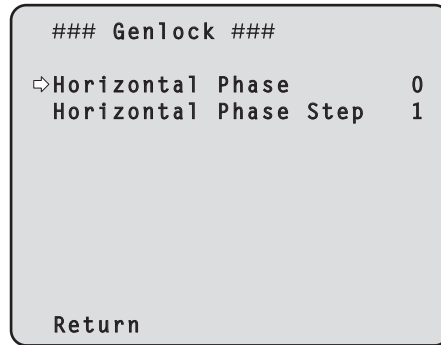 ### Genlock ###
⇨Horizontal Phase 0
Horizontal Phase Step 1
Return